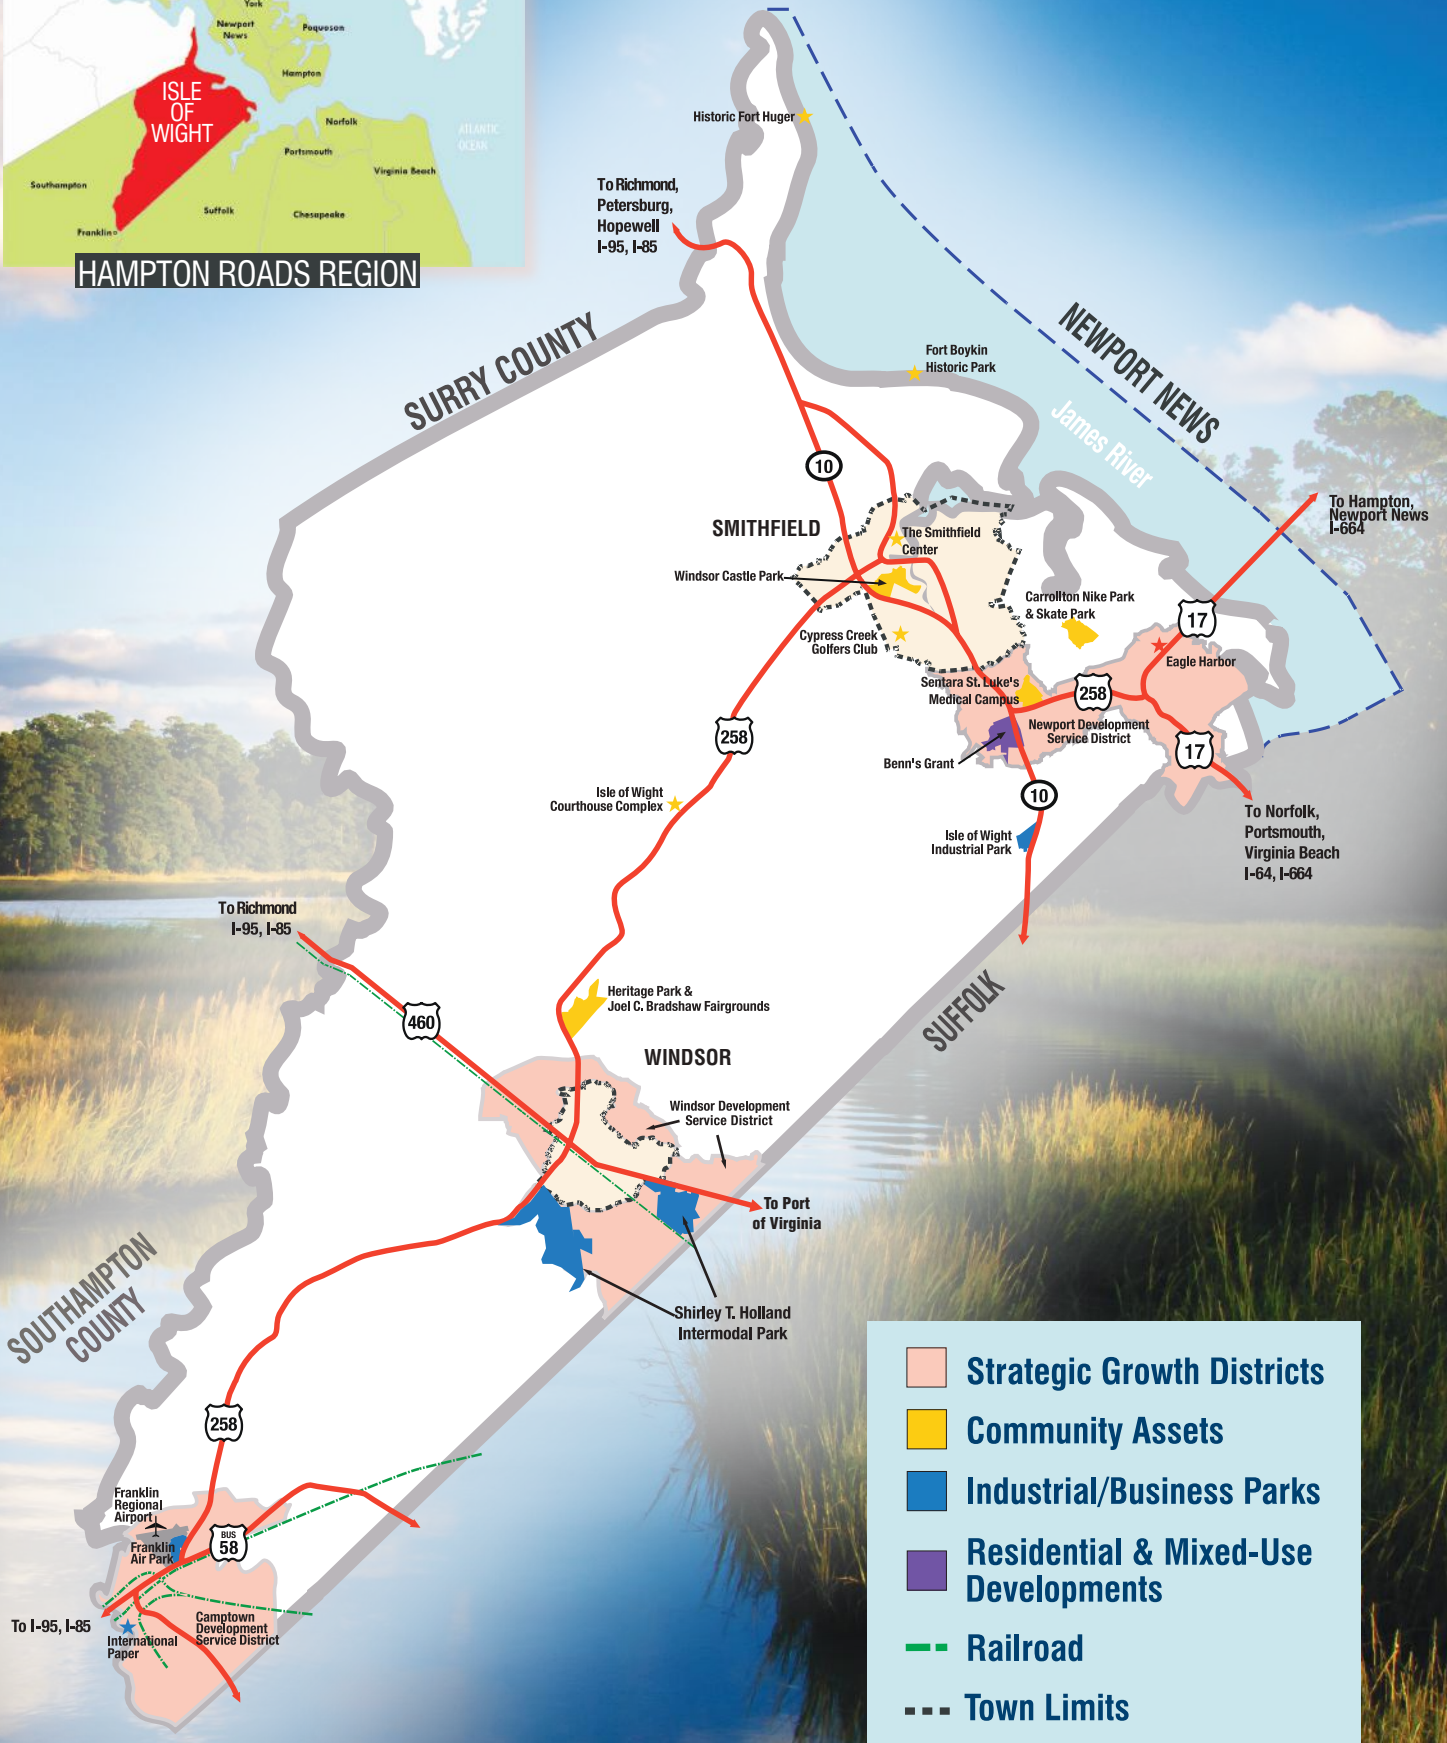 York
Newport
News
Poquoson
Hampton
ISLE
OF
WIGHT
Norfolk
Portsmouth
ATLANTIC
OCEAN
Virginia Beach
Southampton
Suffolk
Chesapeake
Franklin
HAMPTON ROADS REGION
Historic Fort Huger
To Richmond,
Petersburg,
Hopewell
I-95, I-85
SURRY COUNTY
NEWPORT NEWS
Fort Boykin
Historic Park
James River
10
To Hampton,
Newport News
I-664
SMITHFIELD
The Smithfield
Center
Windsor Castle Park
Carrollton Nike Park
& Skate Park
17
Cypress Creek
Golfers Club
Eagle Harbor
Sentara St. Luke's
Medical Campus
258
Newport Development
Service District
258
17
Benn's Grant
10
Isle of Wight
Courthouse Complex
To Norfolk,
Portsmouth,
Virginia Beach
I-64, I-664
Isle of Wight
Industrial Park
To Richmond
I-95, I-85
SUFFOLK
Heritage Park &
Joel C. Bradshaw Fairgrounds
460
WINDSOR
Windsor Development
Service District
To Port
of Virginia
SOUTHAMPTON
COUNTY
Shirley T. Holland
Intermodal Park
258
Franklin
Regional
Airport
Franklin
Air Park
BUS
58
To I-95, I-85
International
Paper
Camptown
Development
Service District
Strategic Growth Districts
Community Assets
Industrial/Business Parks
Residential & Mixed-Use
Developments
Railroad
Town Limits